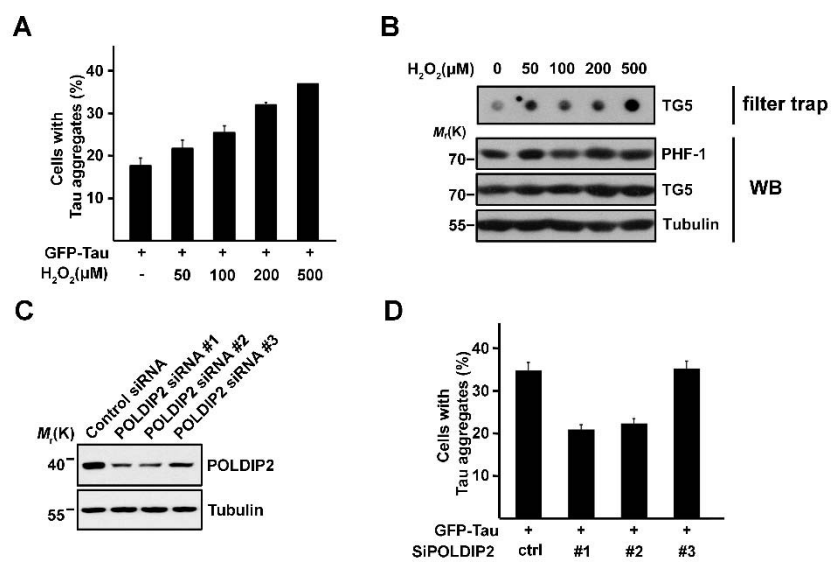 A
Cells with
Tau aggregates (%)
40
30
20
10
GFP-Tau + + + + +
H2O2(μM) - 50 100 200 500
B
H2O2(μM) 0 50 100 200 500
TG5
filter trap
Mr(K)
70
PHF-1
70
TG5
WB
55
Tubulin
C
Control siRNA
POLDIP2 siRNA #1
POLDIP2 siRNA #2
POLDIP2 siRNA #3
Mr(K)
40
POLDIP2
55
Tubulin
D
Cells with
Tau aggregates (%)
40
30
20
10
GFP-Tau + + + +
SiPOLDIP2 ctrl #1 #2 #3